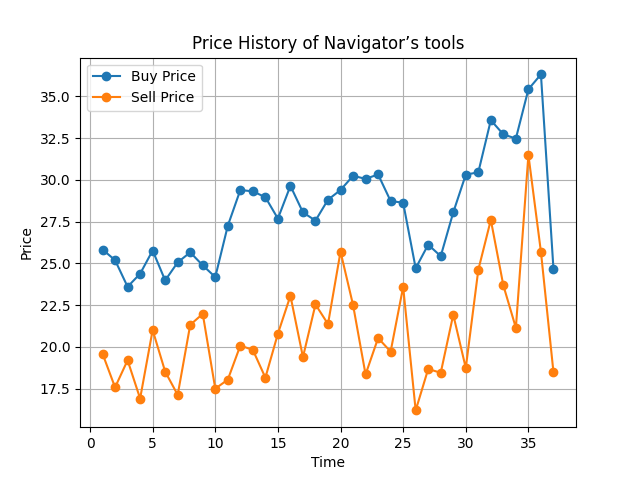 Price History of Navigator’s tools
Buy Price
Sell Price
35.0
32.5
30.0
27.5
25.0
22.5
20.0
17.5
Price
0 5 10 15 20 25 30 35
Time